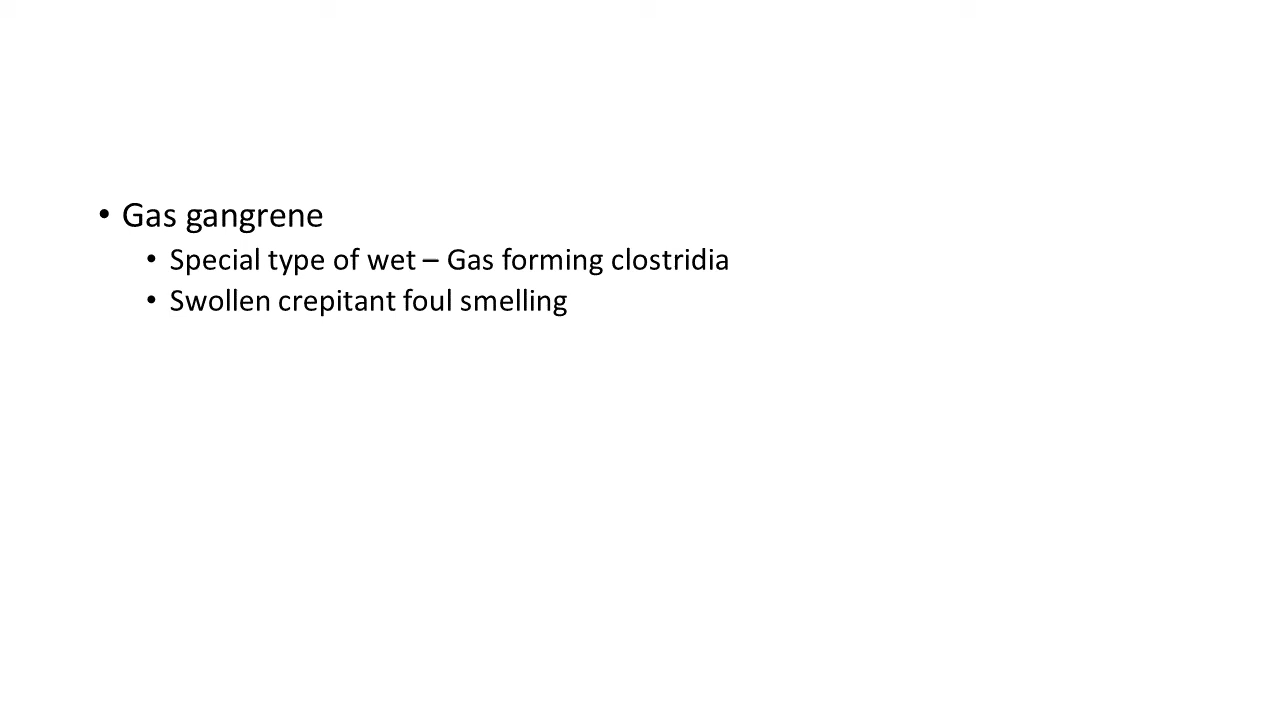 • Gas gangrene
• Special type of wet – Gas forming clostridia
• Swollen crepitant foul smelling